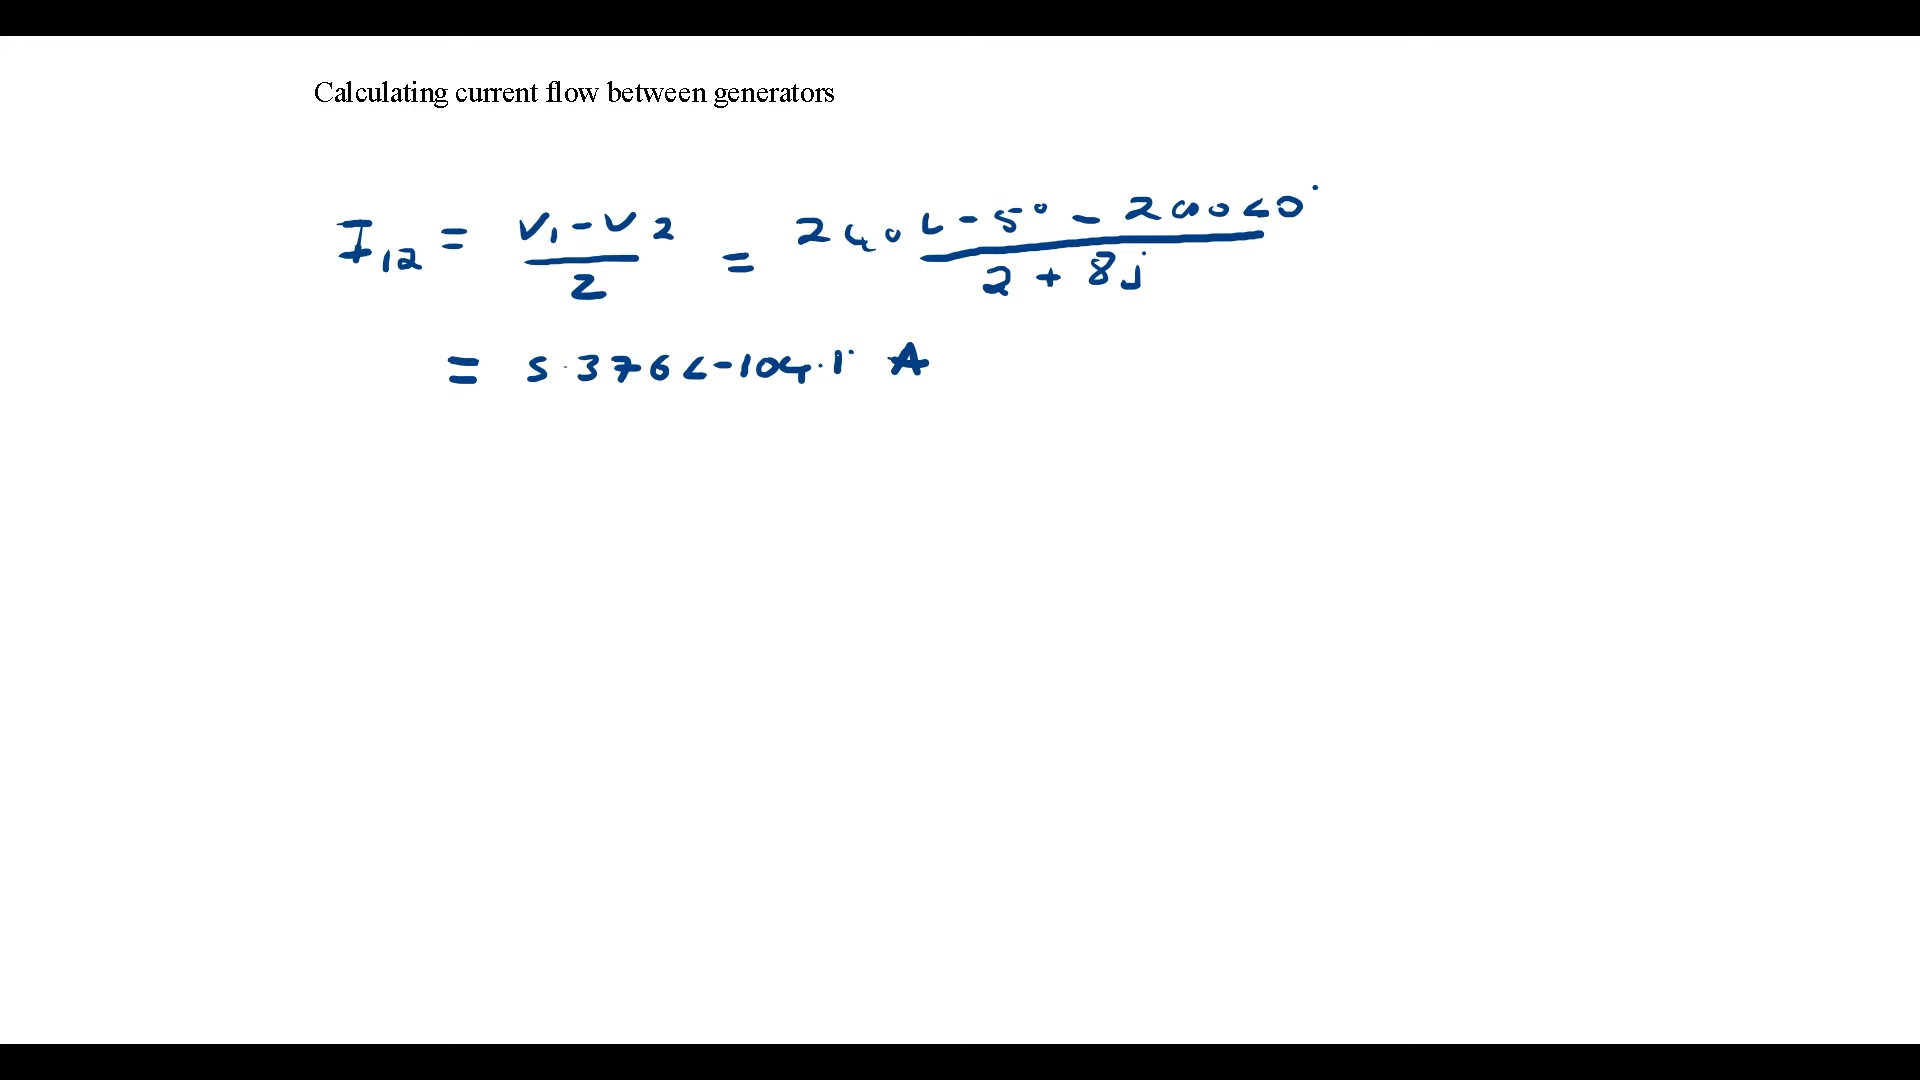 Calculating current flow between generators
I12 = V1-V2/Z = 240∠-5° - 200∠0°/2 + 8j
= 5.376∠-104.1° A